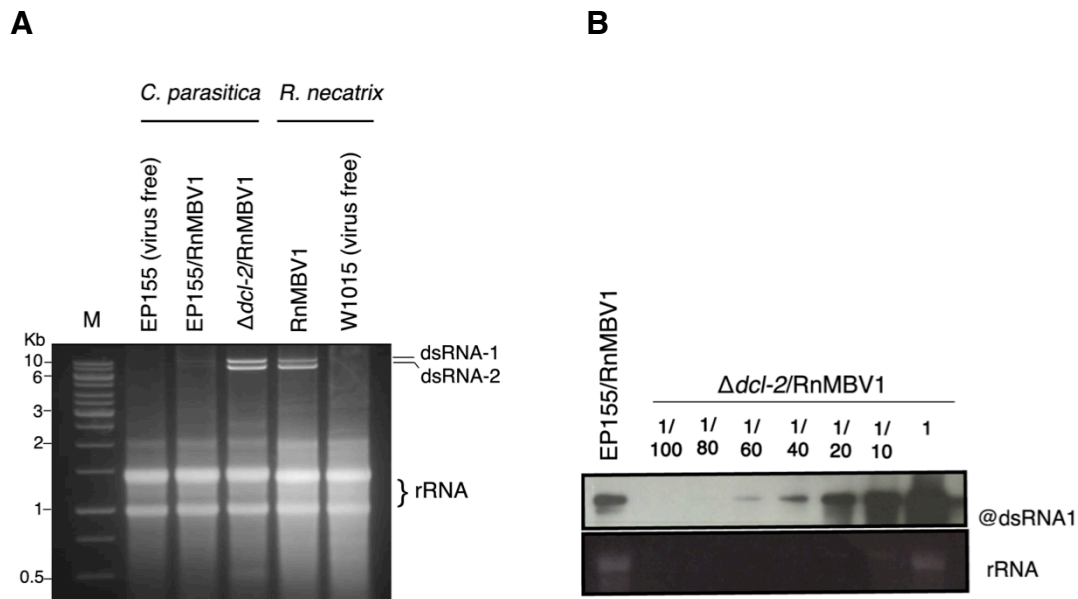 A
C. parasitica R. necatrix
M
EP155 (virus free)
EP155/RnMBV1
Δdcl-2/RnMBV1
RnMBV1
W1015 (virus free)
Kb
10
6
3
2
1
0.5
dsRNA-1
dsRNA-2
rRNA
B
EP155/RnMBV1
Δdcl-2/RnMBV1
1/ 1/ 1/ 1/ 1/ 1/ 1
100 80 60 40 20 10
@dsRNA1
rRNA